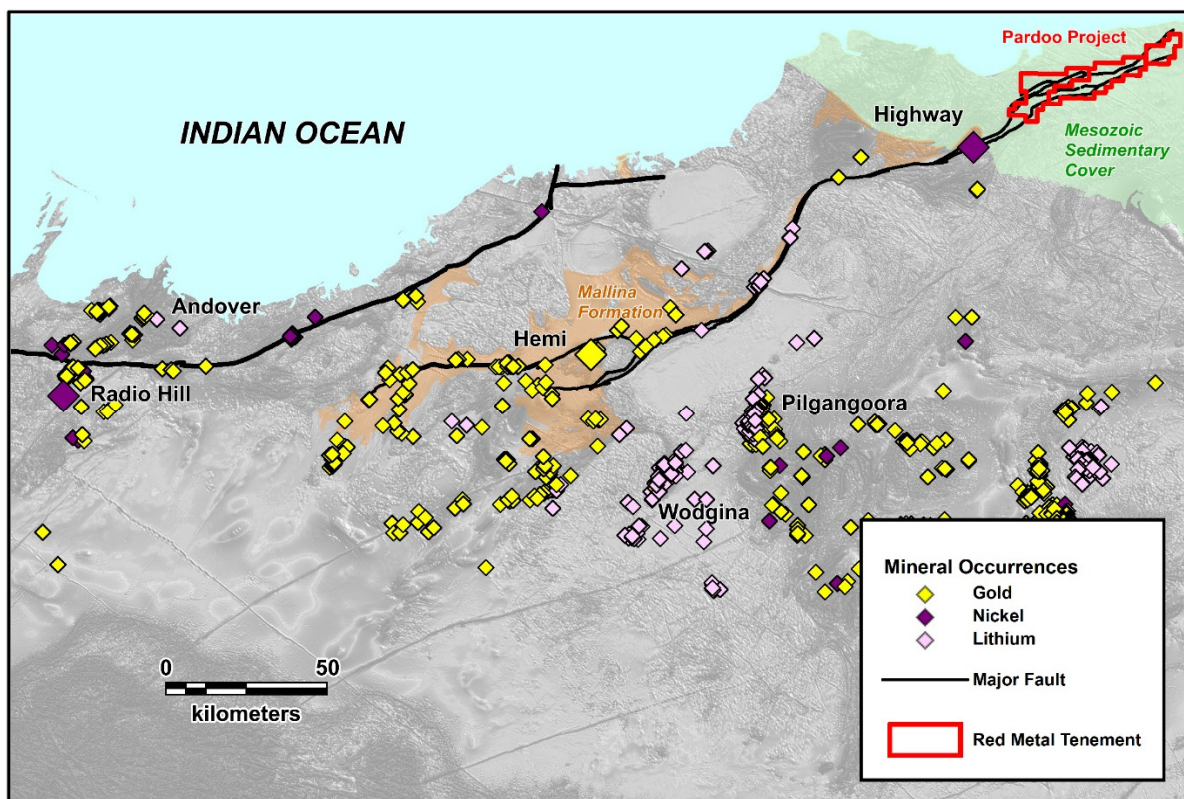 Pardoo Project
Highway
INDIAN OCEAN
Mesozoic
Sedimentary
Cover
Andover
Mallina
Formation
Hemi
Radio Hill
Pilgangoora
Wodgina
0 50
kilometers
Mineral Occurrences
Gold
Nickel
Lithium
Major Fault
Red Metal Tenement